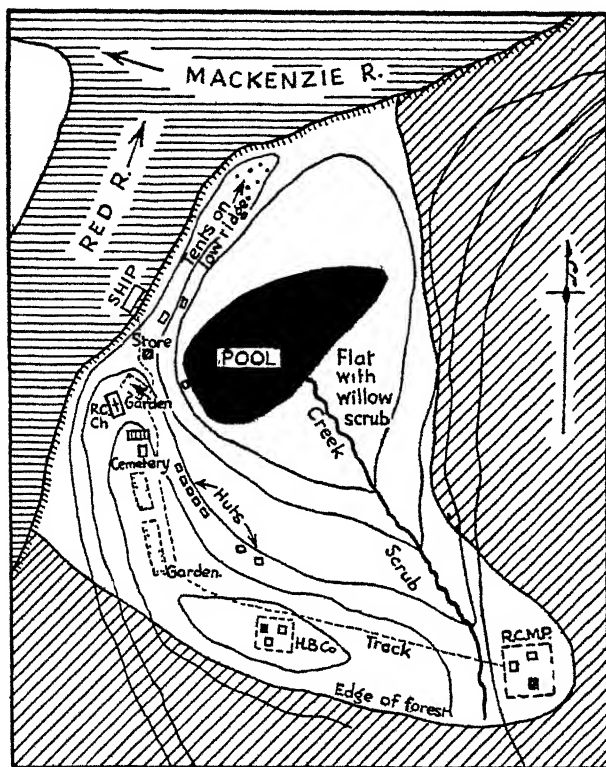 MACKENZIE R.
RED R.
Tents on
low ridge
SHIP
Store
POOL
Flat
with
willow
scrub
R.C.
Ch
Garden
Creek
Cemetery
Huts
Scrub
Garden
H.B.Co
Track
R.C.M.P.
Edge of forest